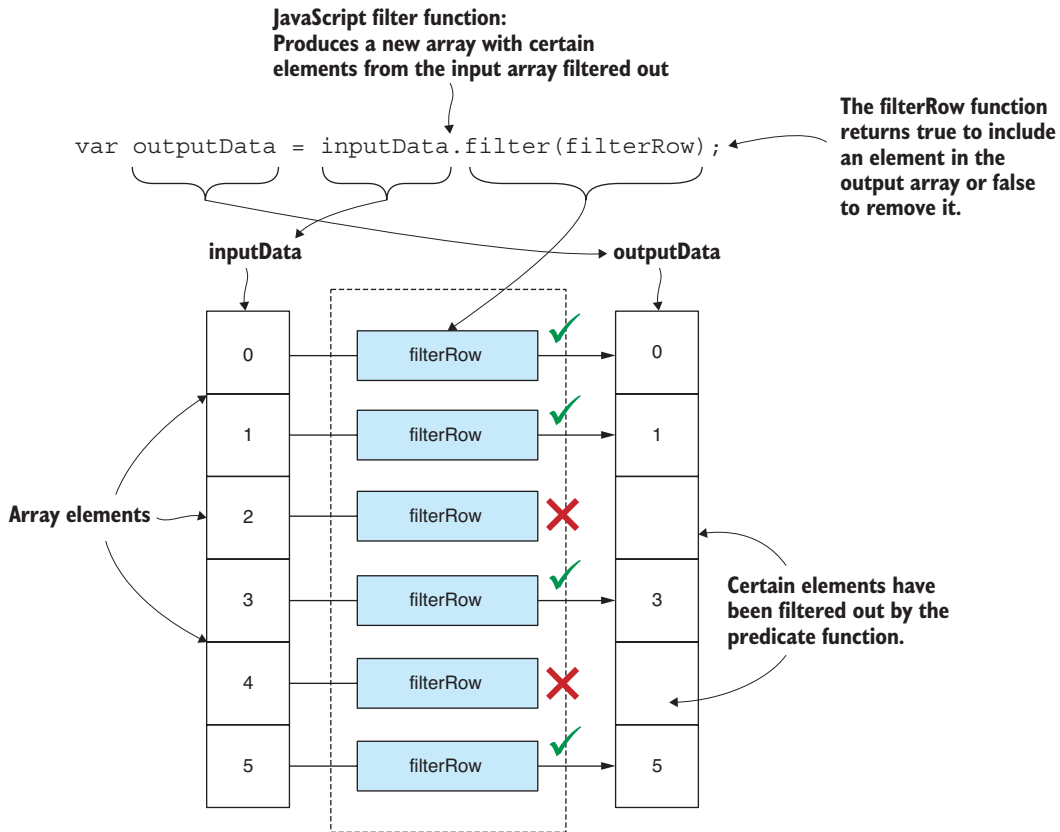 JavaScript filter function:
Produces a new array with certain
elements from the input array filtered out
The filterRow function
returns true to include
an element in the
output array or false
to remove it.
var outputData = inputData.filter(filterRow);
inputData
outputData
0
filterRow
0
1
filterRow
1
Array elements
2
filterRow
3
filterRow
3
Certain elements have
been filtered out by the
predicate function.
4
filterRow
5
filterRow
5